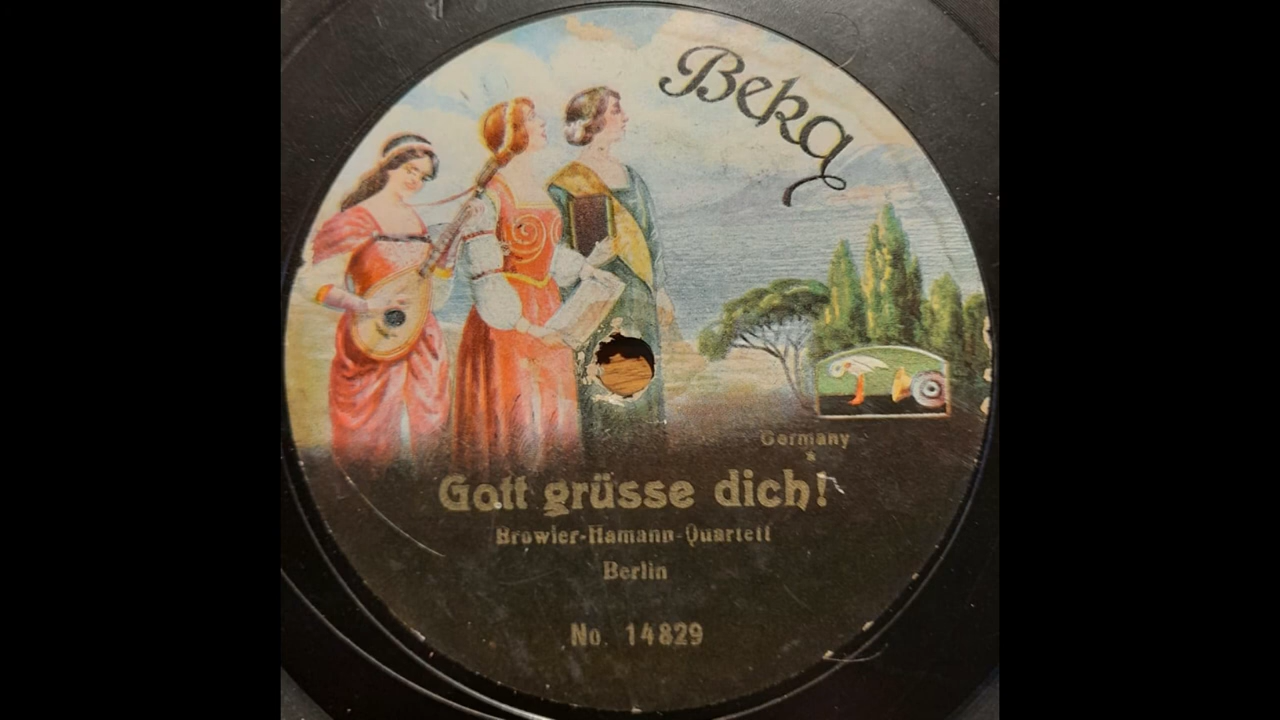 Beka
Germany
Gott grüsse dich!
Browier-Hamann-Quartett
Berlin
No. 14829